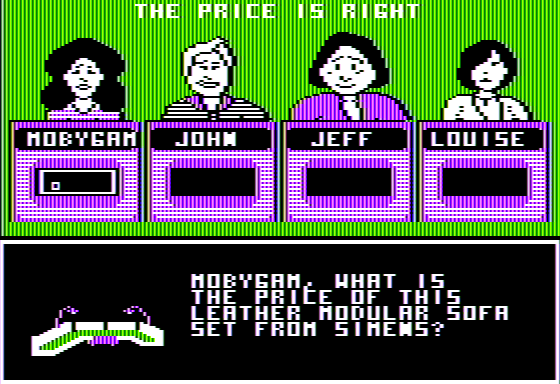 THE PRICE IS RIGHT
MOBYGAM JOHN JEFF LOUISE
MOBYGAM, WHAT IS
THE PRICE OF THIS
LEATHER MODULAR SOFA
SET FROM SIMEWS?